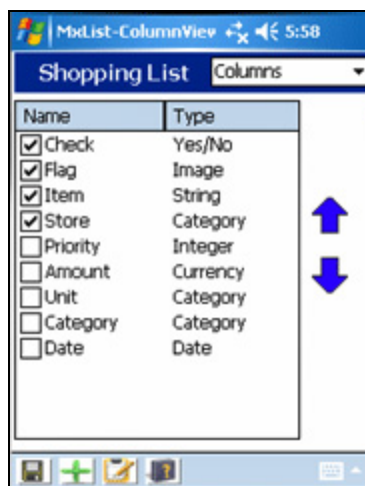 MxList-ColumnView 5:58
Shopping List Columns
Name Type
Check Yes/No
Flag Image
Item String
Store Category
Priority Integer
Amount Currency
Unit Category
Category Category
Date Date